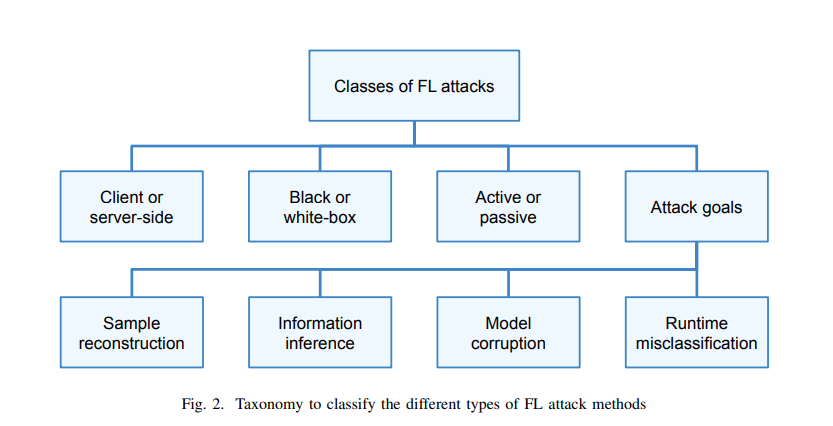 Classes of FL attacks
Client or
server-side
Black or
white-box
Active or
passive
Attack goals
Sample
reconstruction
Information
inference
Model
corruption
Runtime
misclassification
Fig. 2. Taxonomy to classify the different types of FL attack methods